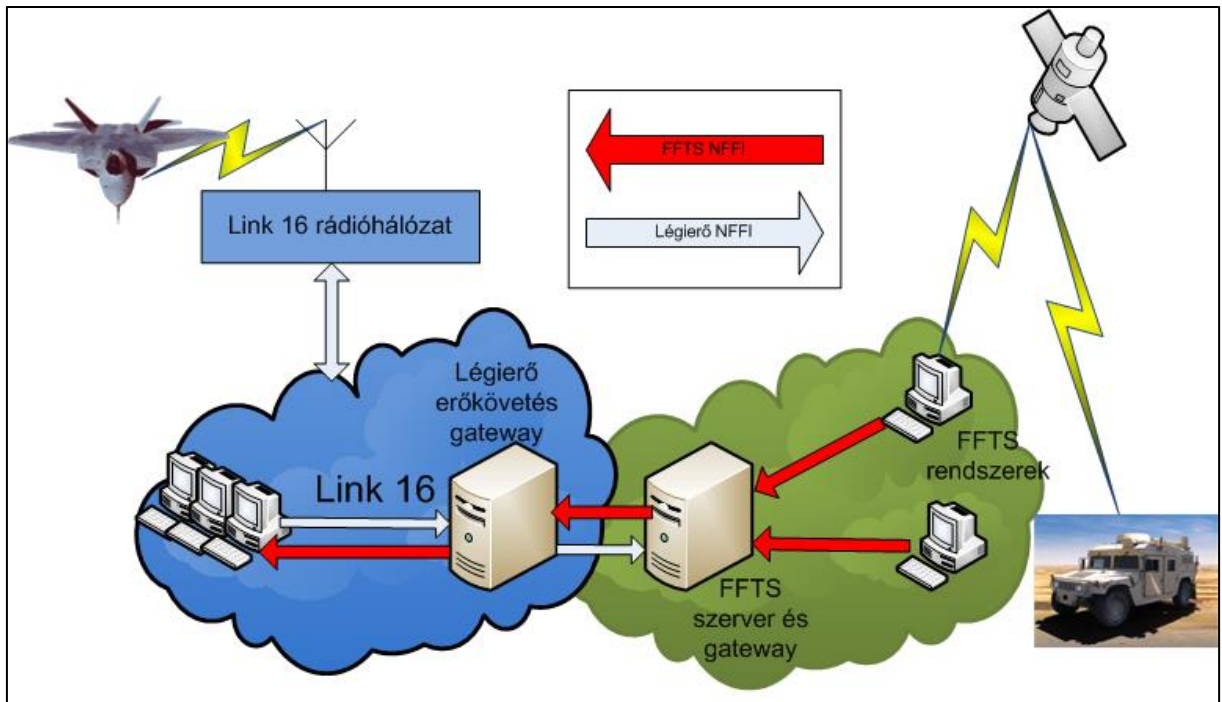 FFTS NFFI
Link 16 rádióhálózat
Légierő NFFI
Légierő
erőkövetés
gateway
Link 16
FFTS
rendszerek
FFTS
szerver és
gateway